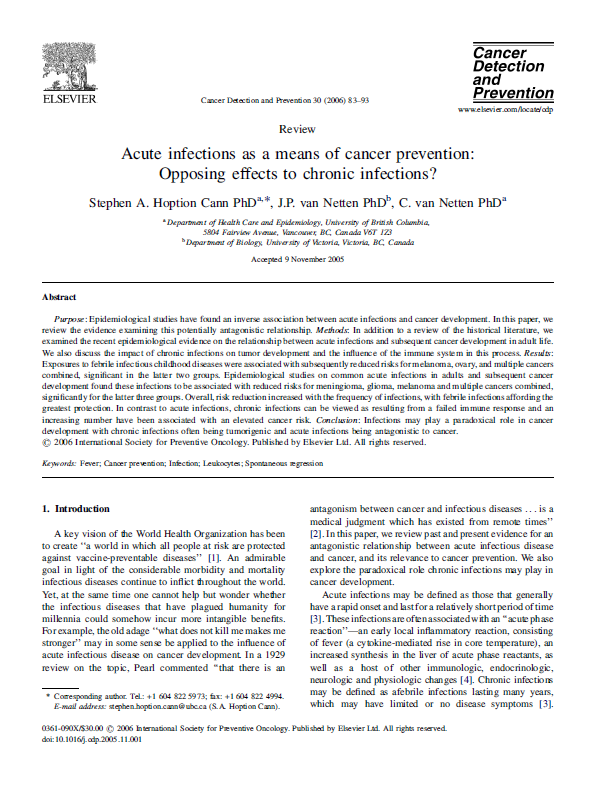 ELSEVIER
Cancer Detection and Prevention 30 (2006) 83–93
Cancer
Detection
and
Prevention
www.elsevier.com/locate/cdp
Review
Acute infections as a means of cancer prevention:
Opposing effects to chronic infections?
Stephen A. Hoption Cann PhDa,*, J.P. van Netten PhDb, C. van Netten PhDa
a Department of Health Care and Epidemiology, University of British Columbia,
5804 Fairview Avenue, Vancouver, BC, Canada V6T 1Z3
b Department of Biology, University of Victoria, Victoria, BC, Canada
Accepted 9 November 2005
Abstract
Purpose: Epidemiological studies have found an inverse association between acute infections and cancer development. In this paper, we
review the evidence examining this potentially antagonistic relationship. Methods: In addition to a review of the historical literature, we
examined the recent epidemiological evidence on the relationship between acute infections and subsequent cancer development in adult life.
We also discuss the impact of chronic infections on tumor development and the influence of the immune system in this process. Results:
Exposures to febrile infectious childhood diseases were associated with subsequently reduced risks for melanoma, ovary, and multiple cancers
combined, significant in the latter two groups. Epidemiological studies on common acute infections in adults and subsequent cancer
development found these infections to be associated with reduced risks for meningioma, glioma, melanoma and multiple cancers combined,
significantly for the latter three groups. Overall, risk reduction increased with the frequency of infections, with febrile infections affording the
greatest protection. In contrast to acute infections, chronic infections can be viewed as resulting from a failed immune response and an
increasing number have been associated with an elevated cancer risk. Conclusion: Infections may play a paradoxical role in cancer
development with chronic infections often being tumorigenic and acute infections being antagonistic to cancer.
© 2006 International Society for Preventive Oncology. Published by Elsevier Ltd. All rights reserved.
Keywords: Fever; Cancer prevention; Infection; Leukocytes; Spontaneous regression
1. Introduction
A key vision of the World Health Organization has been
to create ‘‘a world in which all people at risk are protected
against vaccine-preventable diseases’’ [1]. An admirable
goal in light of the considerable morbidity and mortality
infectious diseases continue to inflict throughout the world.
Yet, at the same time one cannot help but wonder whether
the infectious diseases that have plagued humanity for
millennia could somehow incur more intangible benefits.
For example, the old adage ‘‘what does not kill me makes me
stronger’’ may in some sense be applied to the influence of
acute infectious disease on cancer development. In a 1929
review on the topic, Pearl commented ‘‘that there is an
* Corresponding author. Tel.: +1 604 822 5973; fax: +1 604 822 4994.
E-mail address: stephen.hoption.cann@ubc.ca (S.A. Hoption Cann).
antagonism between cancer and infectious diseases . . . is a
medical judgment which has existed from remote times’’
[2]. In this paper, we review past and present evidence for an
antagonistic relationship between acute infectious disease
and cancer, and its relevance to cancer prevention. We also
explore the paradoxical role chronic infections may play in
cancer development.
Acute infections may be defined as those that generally
have a rapid onset and last for a relatively short period of time
[3]. These infections are often associated with an ‘‘acute phase
reaction’’—an early local inflammatory reaction, consisting
of fever (a cytokine-mediated rise in core temperature), an
increased synthesis in the liver of acute phase reactants, as
well as a host of other immunologic, endocrinologic,
neurologic and physiologic changes [4]. Chronic infections
may be defined as afebrile infections lasting many years,
which may have limited or no disease symptoms [3].
0361-090X/$30.00 © 2006 International Society for Preventive Oncology. Published by Elsevier Ltd. All rights reserved.
doi:10.1016/j.cdp.2005.11.001